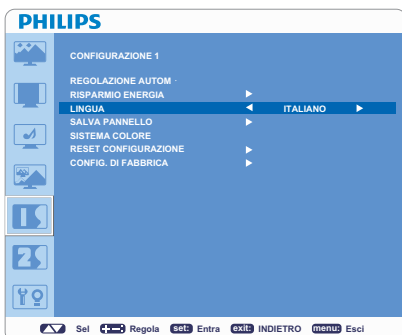 PHILIPS
CONFIGURAZIONE 1
REGOLAZIONE AUTOM ·
RISPARMIO ENERGIA
LINGUA ITALIANO
SALVA PANNELLO
SISTEMA COLORE
RESET CONFIGURAZIONE
CONFIG. DI FABBRICA
Sel Regola set: Entra exit: INDIETRO menu: Esci